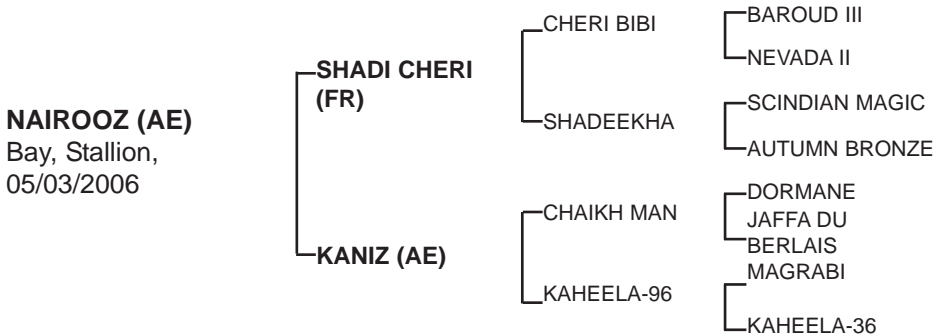 NAIROOZ (AE)
Bay, Stallion,
05/03/2006
SHADI CHERI
(FR)
KANIZ (AE)
CHERI BIBI
SHADEEKHA
CHAIKH MAN
KAHEELA-96
BAROUD III
NEVADA II
SCINDIAN MAGIC
AUTUMN BRONZE
DORMANE
JAFFA DU
BERLAIS
MAGRABI
KAHEELA-36